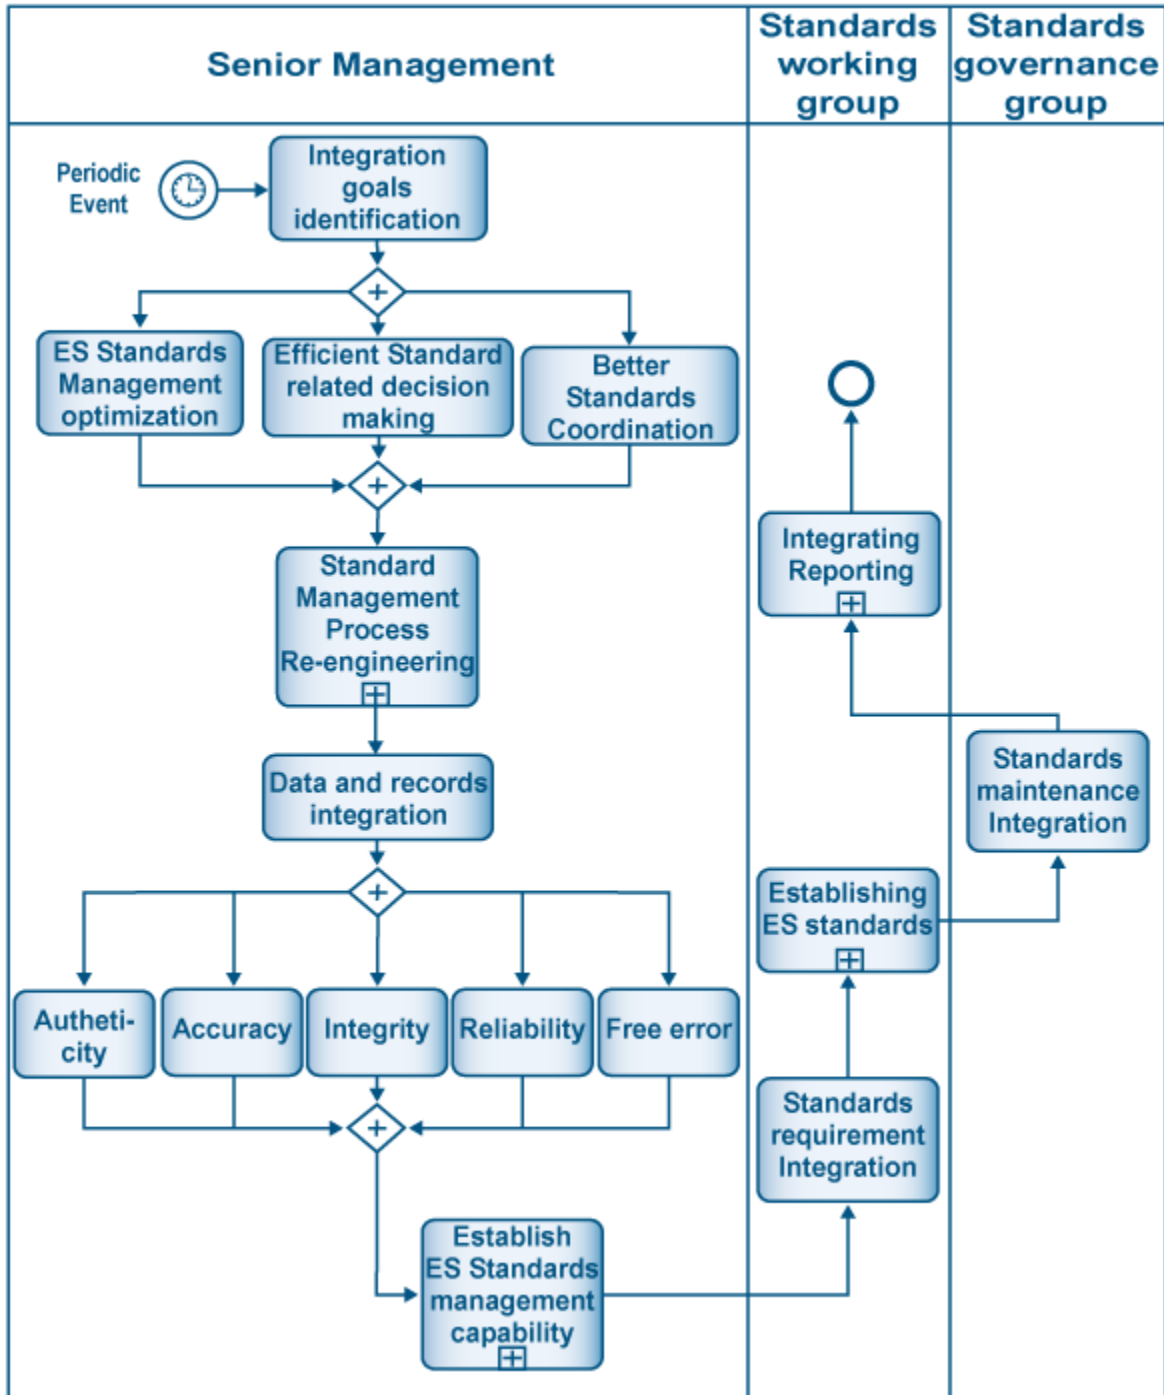 Senior Management
Standards
working
group
Standards
governance
group
Periodic
Event
Integration
goals
identification
ES Standards
Management
optimization
Efficient Standard
related decision
making
Better
Standards
Coordination
Standard
Management
Process
Re-engineering
Data and records
integration
Autheti-
city
Accuracy
Integrity
Reliability
Free error
Establish
ES Standards
management
capability
Standards
requirement
Integration
Establishing
ES standards
Standards
maintenance
Integration
Integrating
Reporting